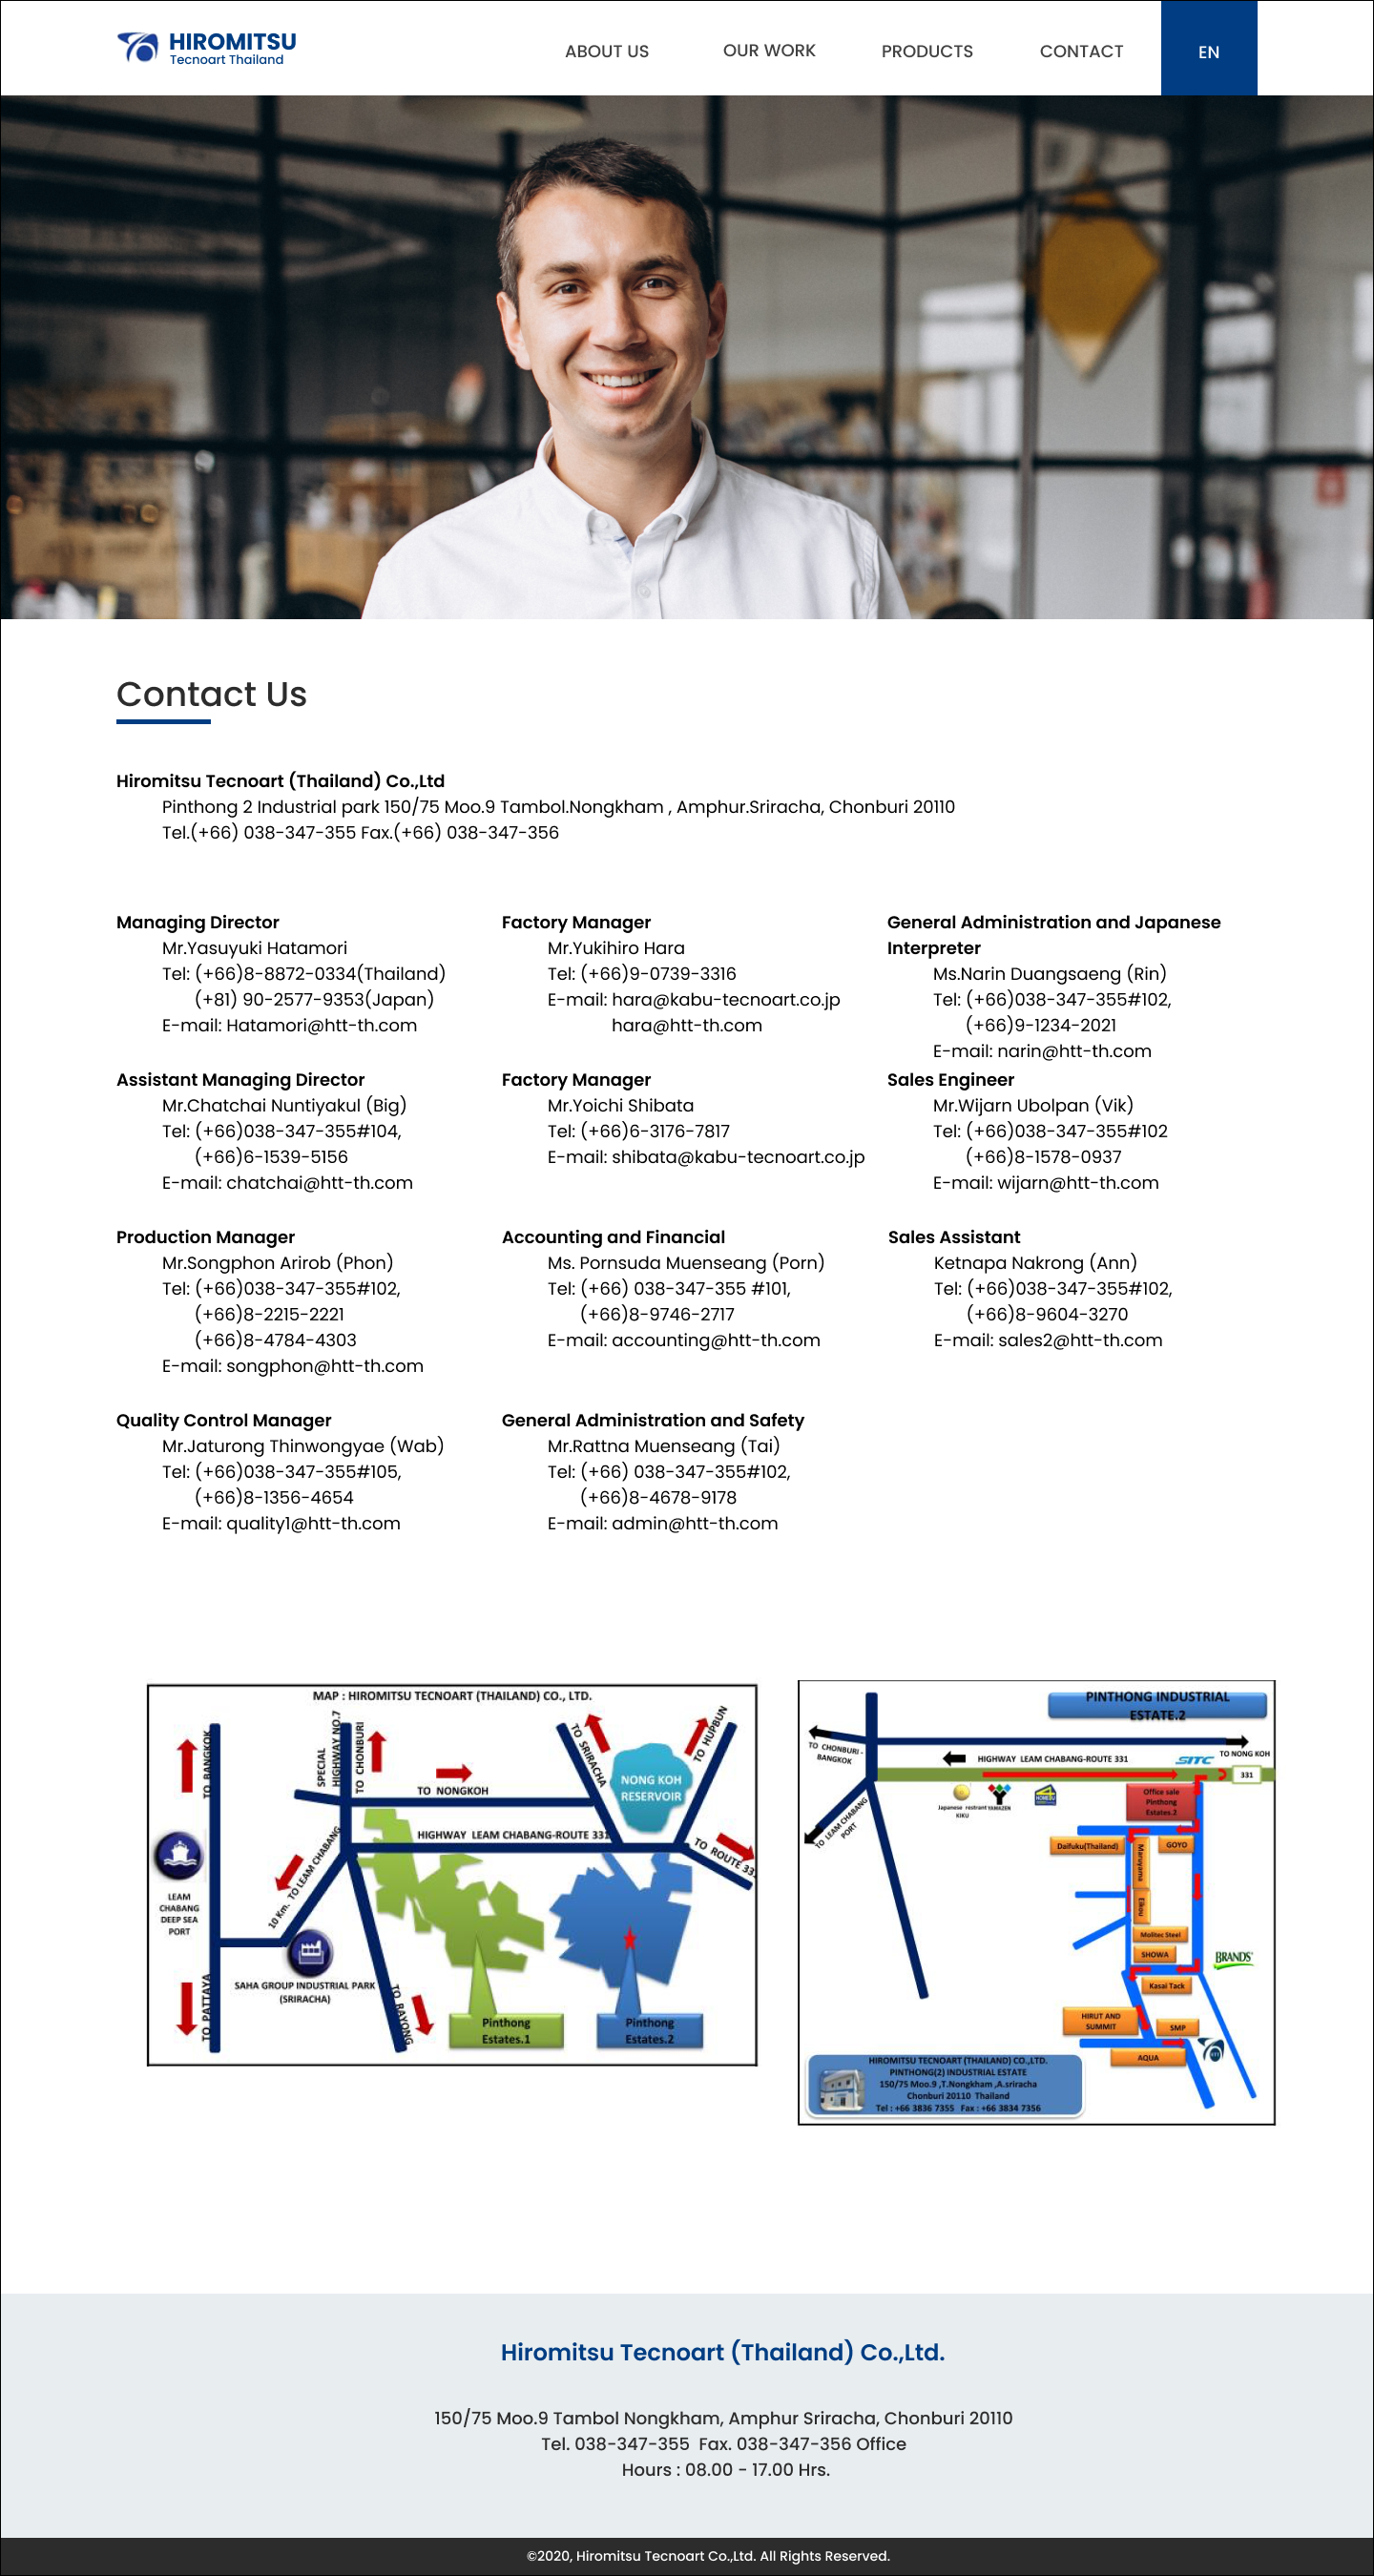 HIROMITSU
Tecnoart Thailand
ABOUT US
OUR WORK
PRODUCTS
CONTACT
EN
Contact Us
Hiromitsu Tecnoart (Thailand) Co.,Ltd
Pinthong 2 Industrial park 150/75 Moo.9 Tambol.Nongkham , Amphur.Sriracha, Chonburi 20110
Tel.(+66) 038-347-355 Fax.(+66) 038-347-356
Managing Director
Mr.Yasuyuki Hatamori
Tel: (+66)8-8872-0334(Thailand)
(+81) 90-2577-9353(Japan)
E-mail: Hatamori@htt-th.com
Factory Manager
Mr.Yukihiro Hara
Tel: (+66)9-0739-3316
E-mail: hara@kabu-tecnoart.co.jp
hara@htt-th.com
General Administration and Japanese
Interpreter
Ms.Narin Duangsaeng (Rin)
Tel: (+66)038-347-355#102,
(+66)9-1234-2021
E-mail: narin@htt-th.com
Assistant Managing Director
Mr.Chatchai Nuntiyakul (Big)
Tel: (+66)038-347-355#104,
(+66)6-1539-5156
E-mail: chatchai@htt-th.com
Factory Manager
Mr.Yoichi Shibata
Tel: (+66)6-3176-7817
E-mail: shibata@kabu-tecnoart.co.jp
Sales Engineer
Mr.Wijarn Ubolpan (Vik)
Tel: (+66)038-347-355#102
(+66)8-1578-0937
E-mail: wijarn@htt-th.com
Production Manager
Mr.Songphon Arirob (Phon)
Tel: (+66)038-347-355#102,
(+66)8-2215-2221
(+66)8-4784-4303
E-mail: songphon@htt-th.com
Accounting and Financial
Ms. Pornsuda Muenseang (Porn)
Tel: (+66) 038-347-355 #101,
(+66)8-9746-2717
E-mail: accounting@htt-th.com
Sales Assistant
Ketnapa Nakrong (Ann)
Tel: (+66)038-347-355#102,
(+66)8-9604-3270
E-mail: sales2@htt-th.com
Quality Control Manager
Mr.Jaturong Thinwongyae (Wab)
Tel: (+66)038-347-355#105,
(+66)8-1356-4654
E-mail: quality1@htt-th.com
General Administration and Safety
Mr.Rattna Muenseang (Tai)
Tel: (+66) 038-347-355#102,
(+66)8-4678-9178
E-mail: admin@htt-th.com
MAP : HIROMITSU TECNOART (THAILAND) CO., LTD.
TO BANGKOK
SPECIAL
HIGHWAY NO.7
TO CHONBURI
TO NONGKOH
TO SRIRACHA
TO HUPBUN
NONG KOH
RESERVOIR
HIGHWAY LEAM CHABANG-ROUTE 331
TO ROUTE 331
10 Km. TO LEAM CHABANG
LEAM
CHABANG
DEEP SEA
PORT
SAHA GROUP INDUSTRIAL PARK
(SRIRACHA)
TO PATTAYA
TO RAYONG
Pinthong
Estates.1
Pinthong
Estates.2
PINTHONG INDUSTRIAL
ESTATE.2
TO CHONBURI -
BANGKOK
HIGHWAY LEAM CHABANG-ROUTE 331
SITC
TO NONG KOH
331
TO LEAM CHABANG
PORT
Japanese restrant
KIKU
YAMAZEN
HOMESU
Office sale
Pinthong
Estates.2
Daifuku(Thailand)
GOYO
Maruyama
Eikou
Molitec Steel
SHOWA
BRAND'S
Kasai Tack
HIRUT AND
SUMMIT
SMP
AQUA
HIROMITSU TECNOART (THAILAND) CO.,LTD.
PINTHONG(2) INDUSTRIAL ESTATE
150/75 Moo.9 ,T.Nongkham ,A.sriracha
Chonburi 20110 Thailand
Tel : +66 3836 7355 Fax : +66 3834 7356
Hiromitsu Tecnoart (Thailand) Co.,Ltd.
150/75 Moo.9 Tambol Nongkham, Amphur Sriracha, Chonburi 20110
Tel. 038-347-355 Fax. 038-347-356 Office
Hours : 08.00 - 17.00 Hrs.
©2020, Hiromitsu Tecnoart Co.,Ltd. All Rights Reserved.